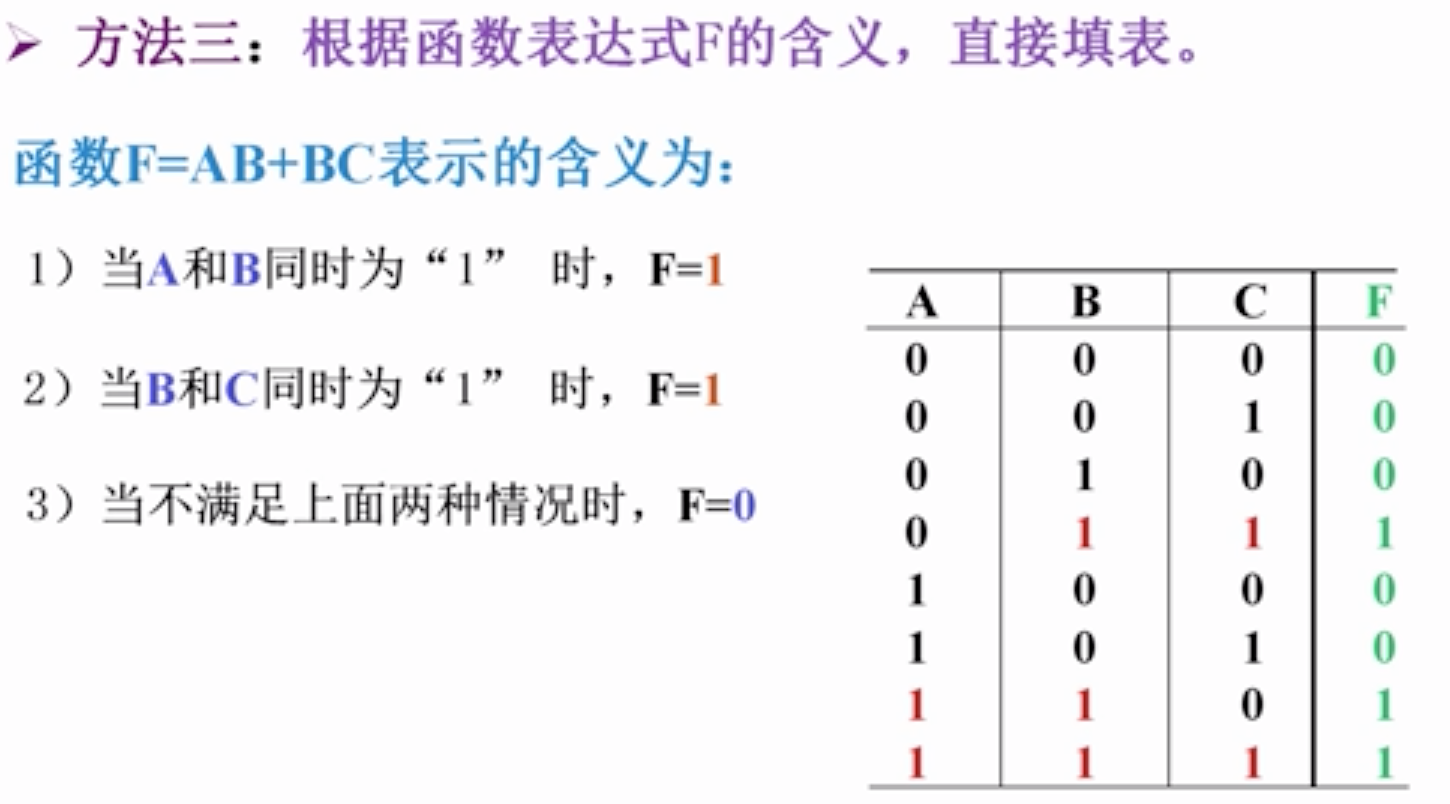 ➢ 方法三：根据函数表达式F的含义，直接填表。
函数F=AB+BC表示的含义为：
1）当A和B同时为“1” 时，F=1
2）当B和C同时为“1” 时，F=1
3）当不满足上面两种情况时，F=0
A B C F
0 0 0 0
0 0 1 0
0 1 0 0
0 1 1 1
1 0 0 0
1 0 1 0
1 1 0 1
1 1 1 1